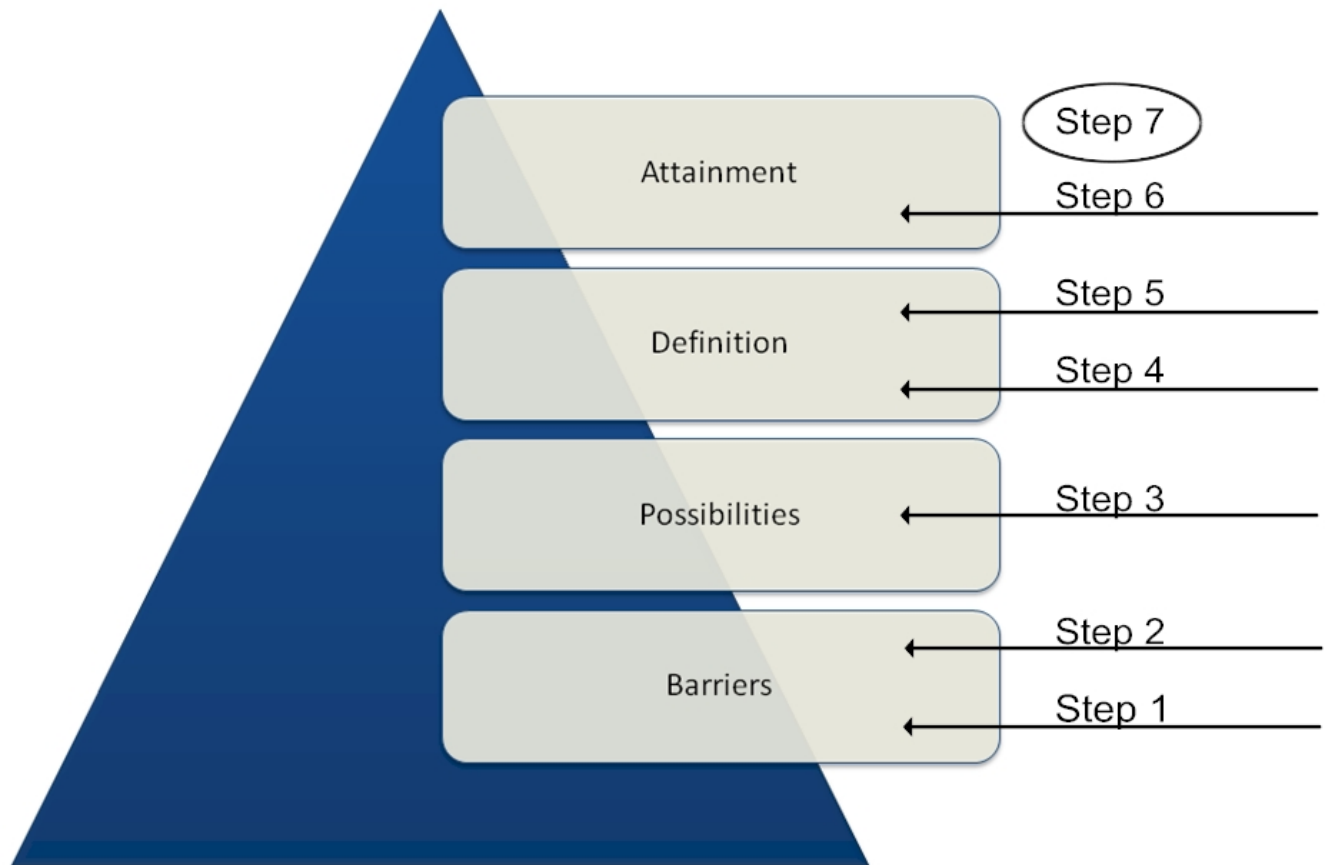 Step 7
Attainment
Step 6
Step 5
Definition
Step 4
Step 3
Possibilities
Step 2
Barriers
Step 1